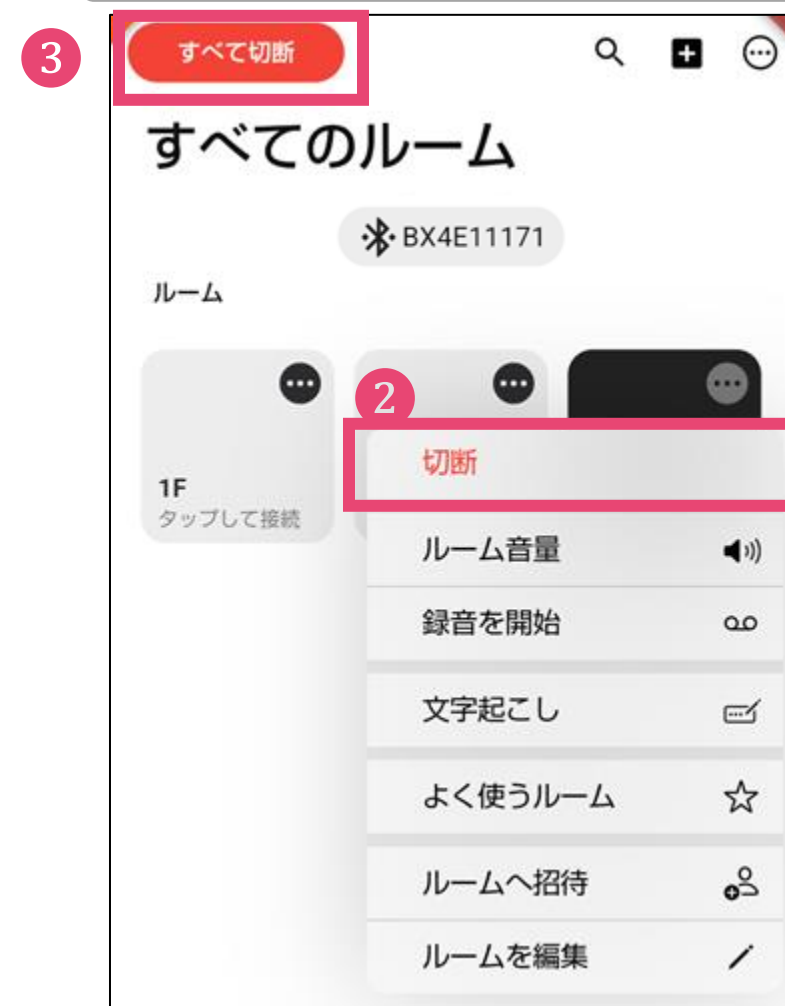 3
すべて切断
すべてのルーム
BX4E11171
ルーム
2
切断
1F
タップして接続
ルーム音量
録音を開始
文字起こし
よく使うルーム
ルームへ招待
ルームを編集